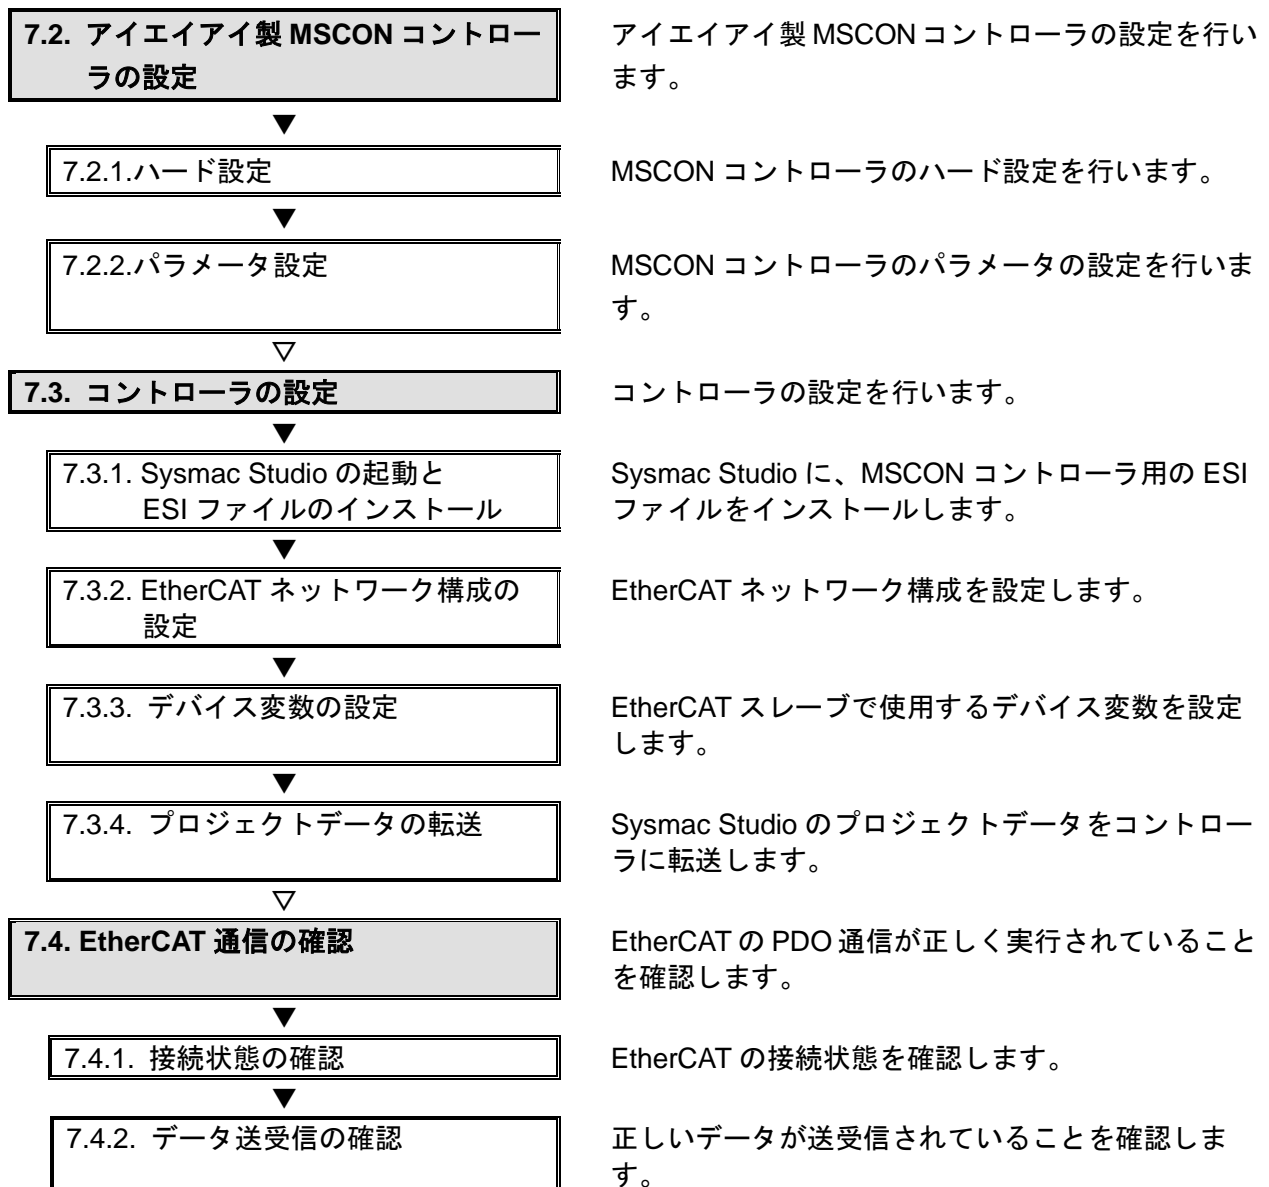 7.2. アイエイアイ製 MSCON コントロー
ラの設定
アイエイアイ製 MSCON コントローラの設定を行い
ます。
▼
7.2.1.ハード設定
MSCON コントローラのハード設定を行います。
▼
7.2.2.パラメータ設定
MSCON コントローラのパラメータの設定を行いま
す。
▽
7.3. コントローラの設定
コントローラの設定を行います。
▼
7.3.1. Sysmac Studio の起動と
ESI ファイルのインストール
Sysmac Studio に、MSCON コントローラ用の ESI
ファイルをインストールします。
▼
7.3.2. EtherCAT ネットワーク構成の
設定
EtherCAT ネットワーク構成を設定します。
▼
7.3.3. デバイス変数の設定
EtherCAT スレーブで使用するデバイス変数を設定
します。
▼
7.3.4. プロジェクトデータの転送
Sysmac Studio のプロジェクトデータをコントロー
ラに転送します。
▽
7.4. EtherCAT 通信の確認
EtherCAT の PDO 通信が正しく実行されていること
を確認します。
▼
7.4.1. 接続状態の確認
EtherCAT の接続状態を確認します。
▼
7.4.2. データ送受信の確認
正しいデータが送受信されていることを確認しま
す。